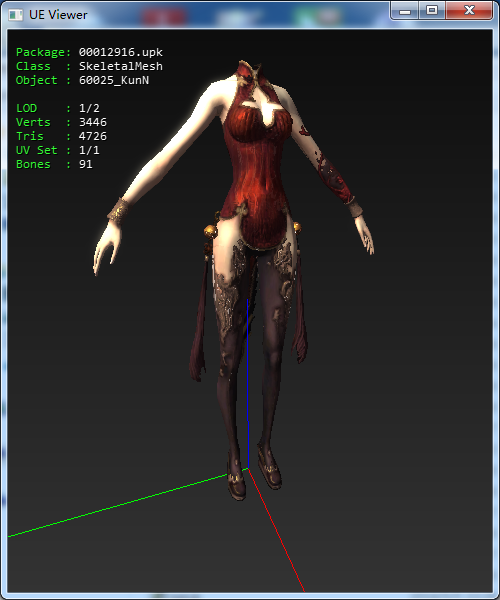 UE Viewer
Package: 00012916.upk
Class : SkeletalMesh
Object : 60025_KunN
LOD : 1/2
Verts : 3446
Tris : 4726
UV Set : 1/1
Bones : 91